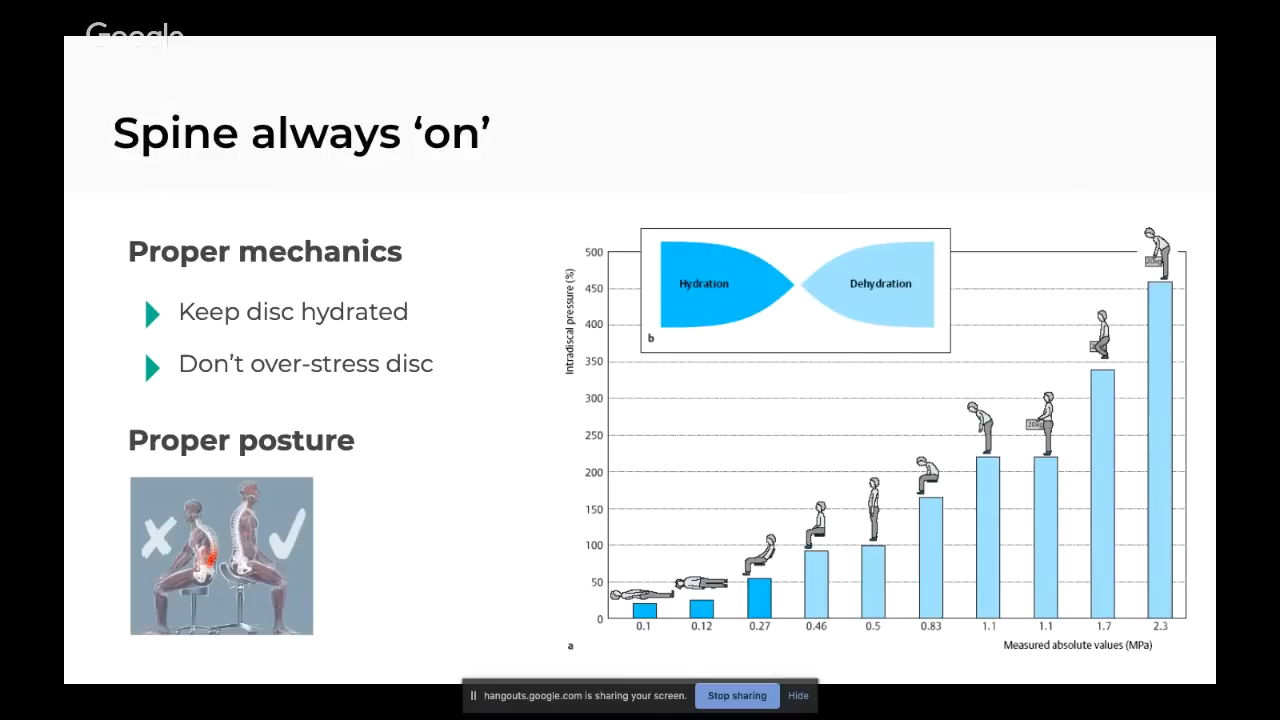 Google
Spine always ‘on’
Proper mechanics
Keep disc hydrated
Don’t over-stress disc
Proper posture
Intradiscal pressure (%)
500
450
400
350
300
250
200
150
100
50
0
Hydration
Dehydration
b
0.1
0.12
0.27
0.46
0.5
0.83
1.1
1.1
1.7
2.3
a
Measured absolute values (MPa)
hangouts.google.com is sharing your screen.
Stop sharing
Hide